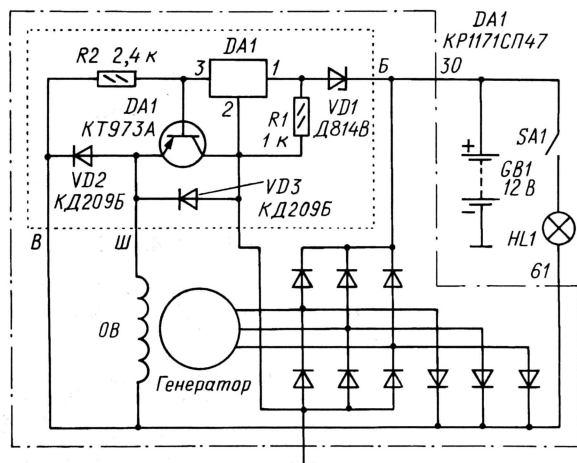 DA1
КР1171СП47
R2 2,4 к
DA1
3
1
Б
30
2
DA1
КТ973А
R1
1 к
VD1
Д814В
SA1
+
GB1
12 В
−
VD2
КД209Б
VD3
КД209Б
HL1
61
В
Ш
ОВ
Генератор